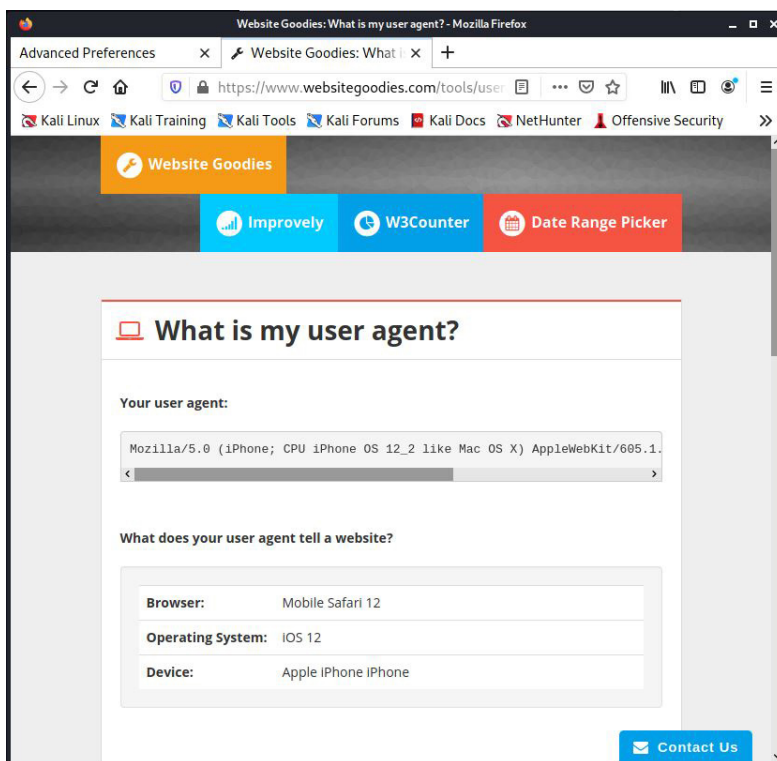 Website Goodies: What is my user agent? - Mozilla Firefox
Advanced Preferences
Website Goodies: What i
https://www.websitegoodies.com/tools/user
Kali Linux Kali Training Kali Tools Kali Forums Kali Docs NetHunter Offensive Security
Website Goodies
Improvely W3Counter Date Range Picker
What is my user agent?
Your user agent:
Mozilla/5.0 (iPhone; CPU iPhone OS 12_2 like Mac OS X) AppleWebKit/605.1.
What does your user agent tell a website?
Browser: Mobile Safari 12
Operating System: iOS 12
Device: Apple iPhone iPhone
Contact Us